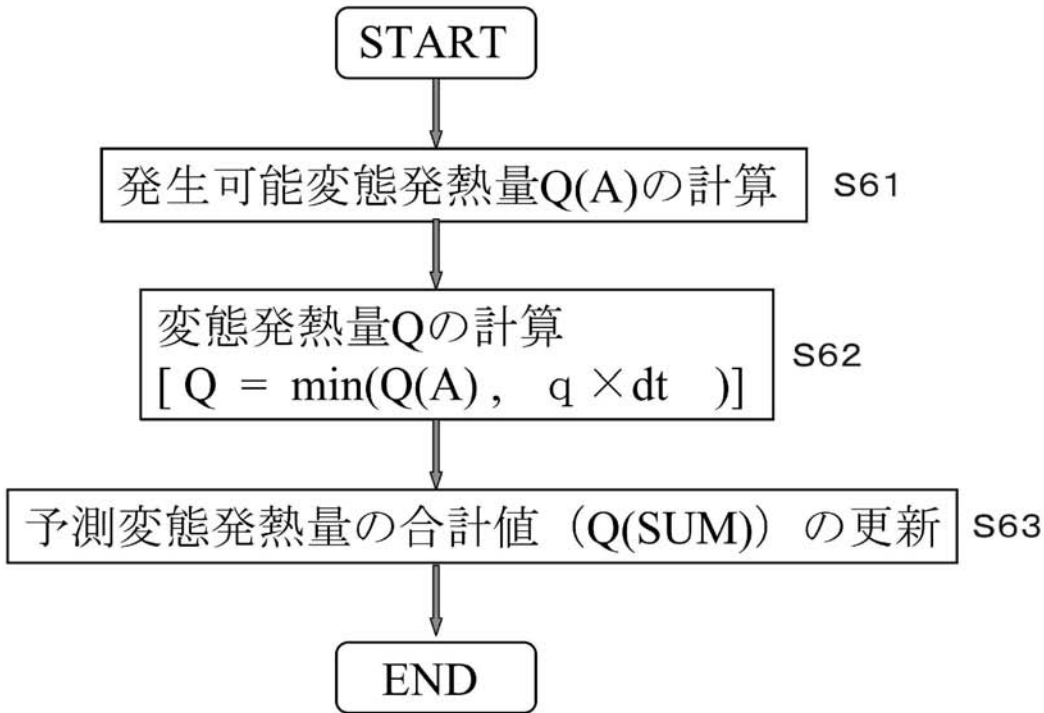 START
発生可能変態発熱量Q(A)の計算 S61
変態発熱量Qの計算
[ Q = min(Q(A) , q ×dt )] S62
予測変態発熱量の合計値（Q(SUM)）の更新 S63
END